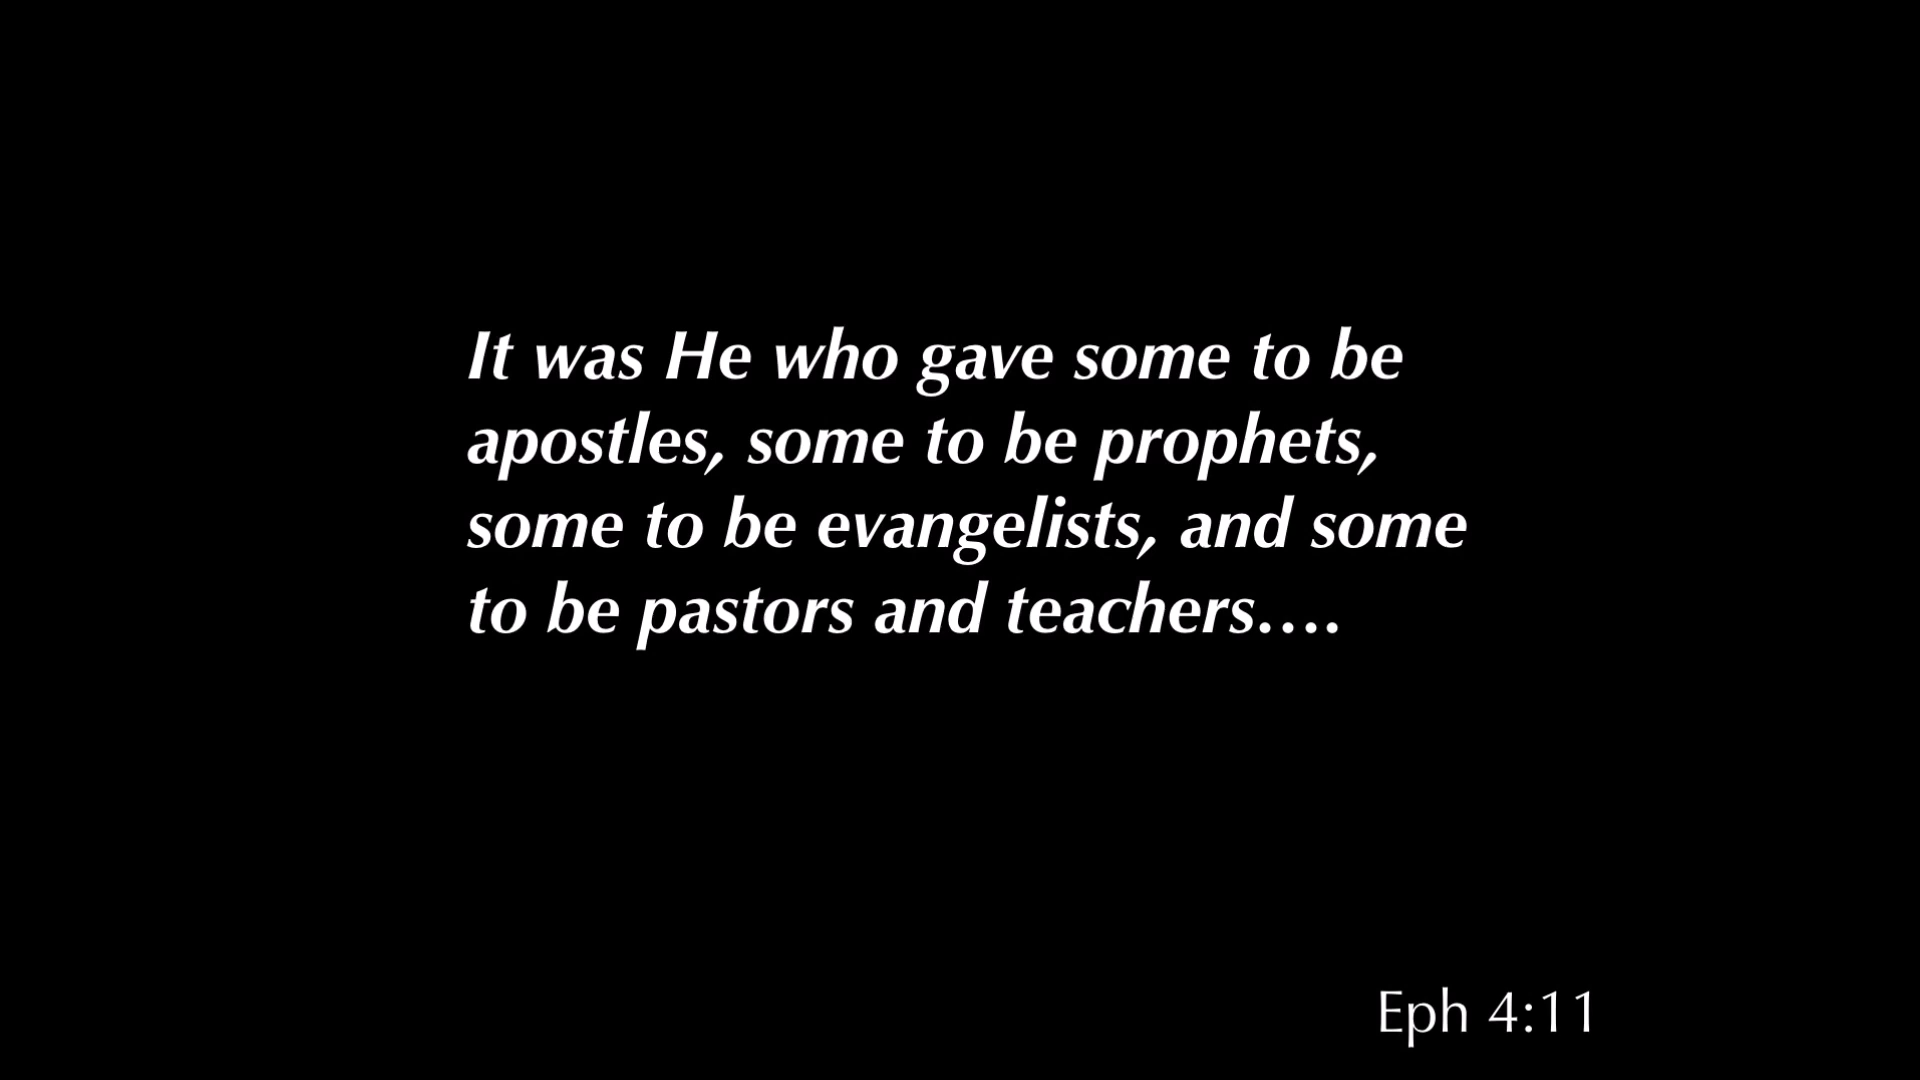 It was He who gave some to be
apostles, some to be prophets,
some to be evangelists, and some
to be pastors and teachers….
Eph 4:11